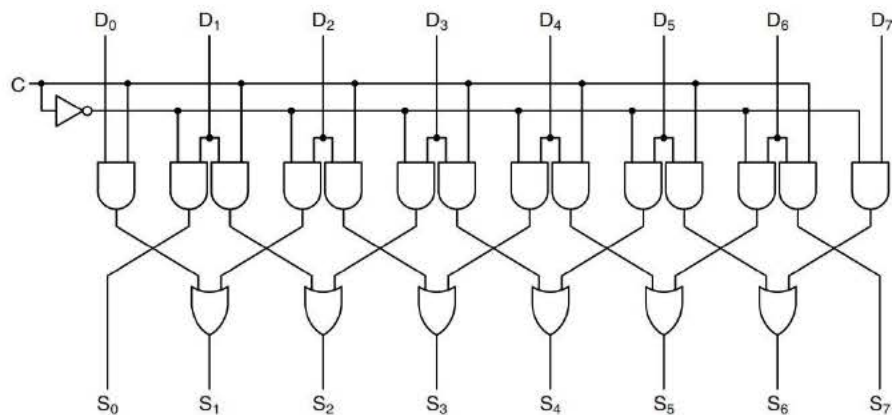 D₀ D₁ D₂ D₃ D₄ D₅ D₆ D₇
C
S₀ S₁ S₂ S₃ S₄ S₅ S₆ S₇